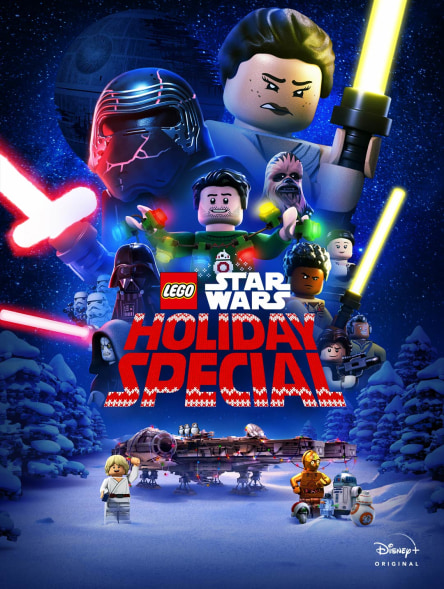 LEGO
STAR
WARS
HOLIDAY
SPECIAL
Disney+
ORIGINAL